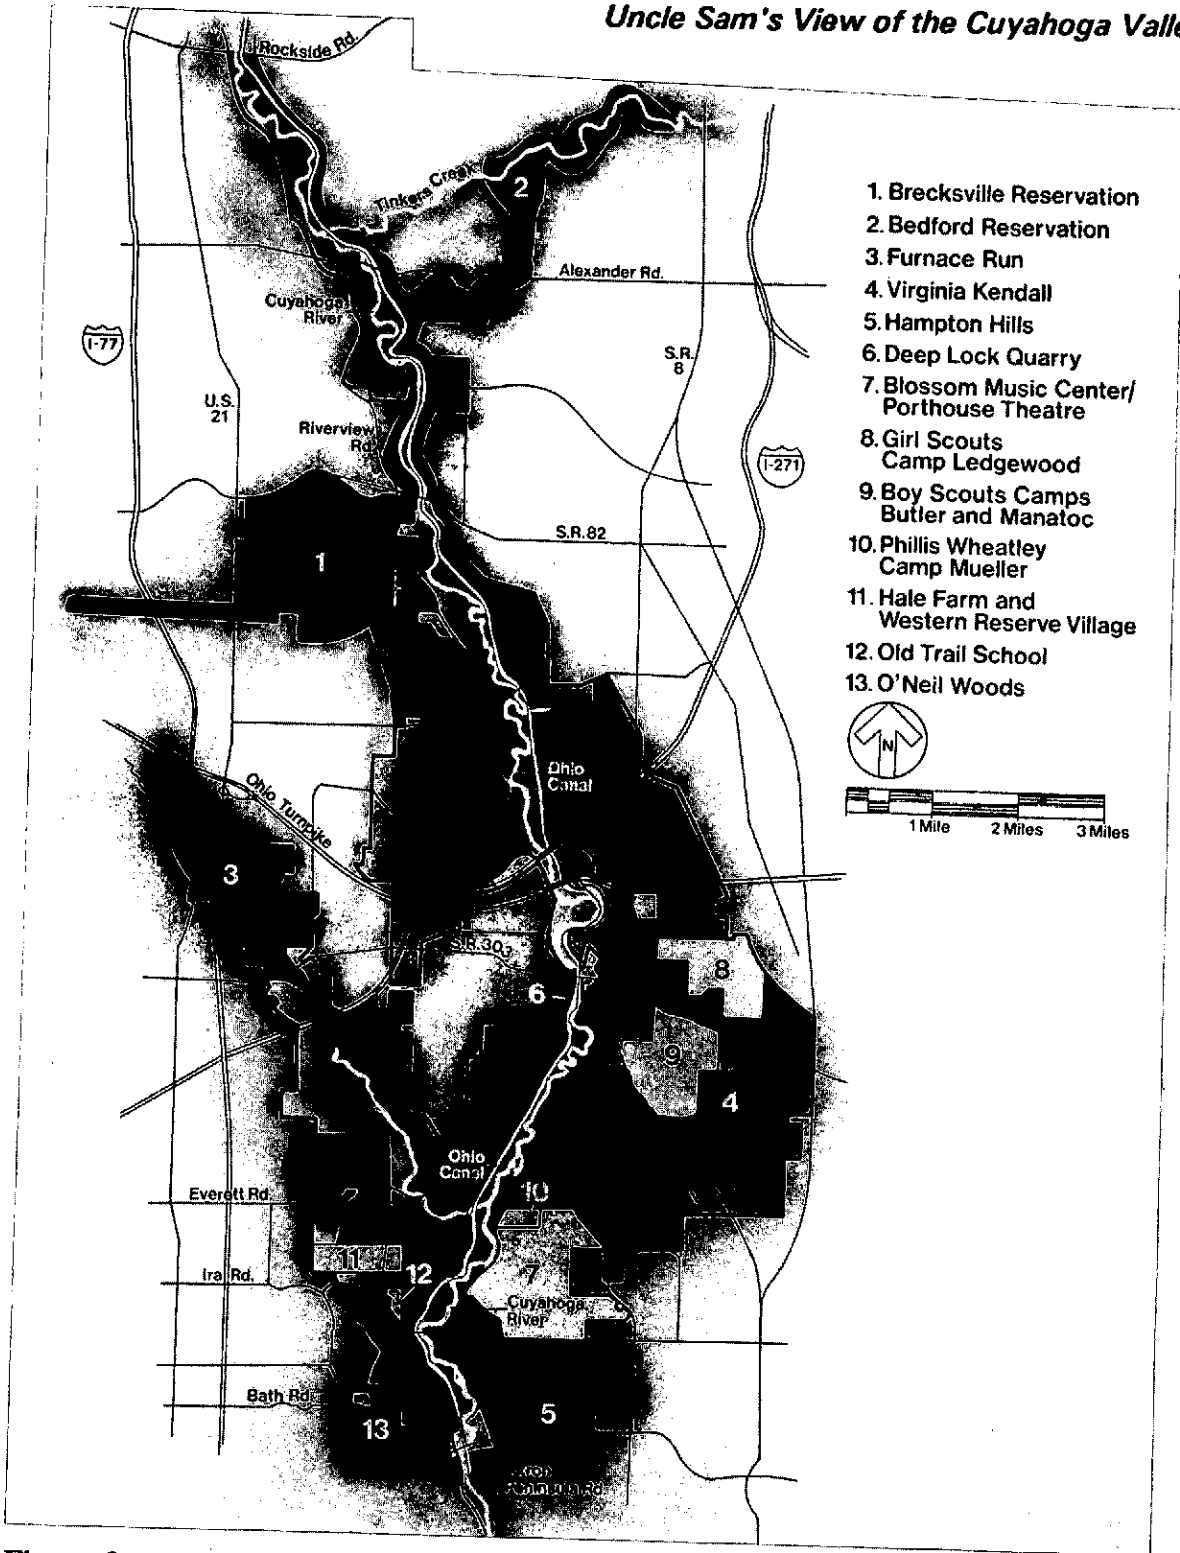 Uncle Sam's View of the Cuyahoga Valle
Rockside Rd.
Tinkers Creek
2
Alexander Rd.
Cuyahoga
River
I-77
S.R.
8
U.S.
21
Riverview
Rd.
I-271
S.R.82
1
1. Brecksville Reservation
2. Bedford Reservation
3. Furnace Run
4. Virginia Kendall
5. Hampton Hills
6. Deep Lock Quarry
7. Blossom Music Center/
Porthouse Theatre
8. Girl Scouts
Camp Ledgewood
9. Boy Scouts Camps
Butler and Manatoc
10. Phillis Wheatley
Camp Mueller
11. Hale Farm and
Western Reserve Village
12. Old Trail School
13. O'Neil Woods
N
1 Mile 2 Miles 3 Miles
Ohio
Canal
Ohio Turnpike
3
S.R. 303
8
6
9
4
Ohio
Canal
Everett Rd.
10
11
7
Ira Rd.
12
Cuyahoga
River
Bath Rd.
5
13
Peninsula Rd.